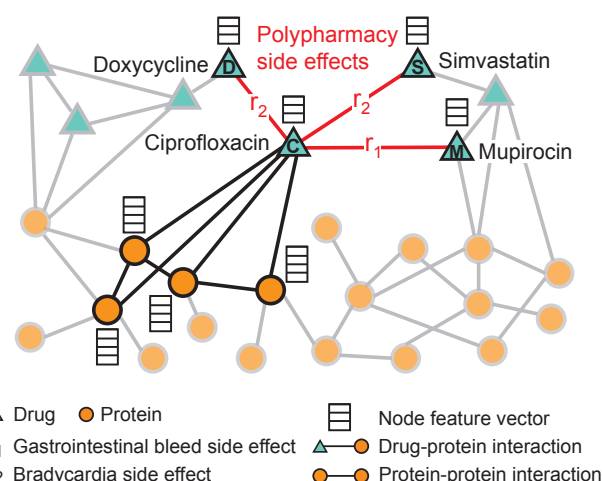 Polypharmacy
side effects
Doxycycline
D
S
Simvastatin
r2
r2
Ciprofloxacin
C
r1
M
Mupirocin
Drug
Protein
Node feature vector
Gastrointestinal bleed side effect
Drug-protein interaction
Bradycardia side effect
Protein-protein interaction